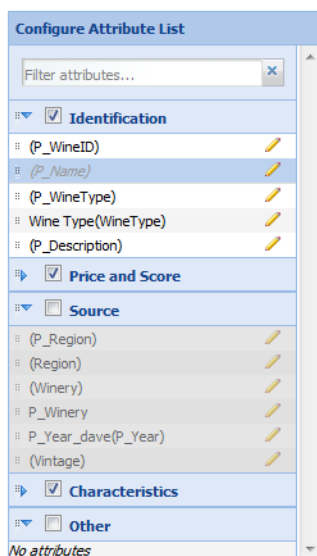 Configure Attribute List
Filter attributes...
Identification
(P_WineID)
(P_Name)
(P_WineType)
Wine Type(WineType)
(P_Description)
Price and Score
Source
(P_Region)
(Region)
(Winery)
P_Winery
P_Year_dave(P_Year)
(Vintage)
Characteristics
Other
No attributes